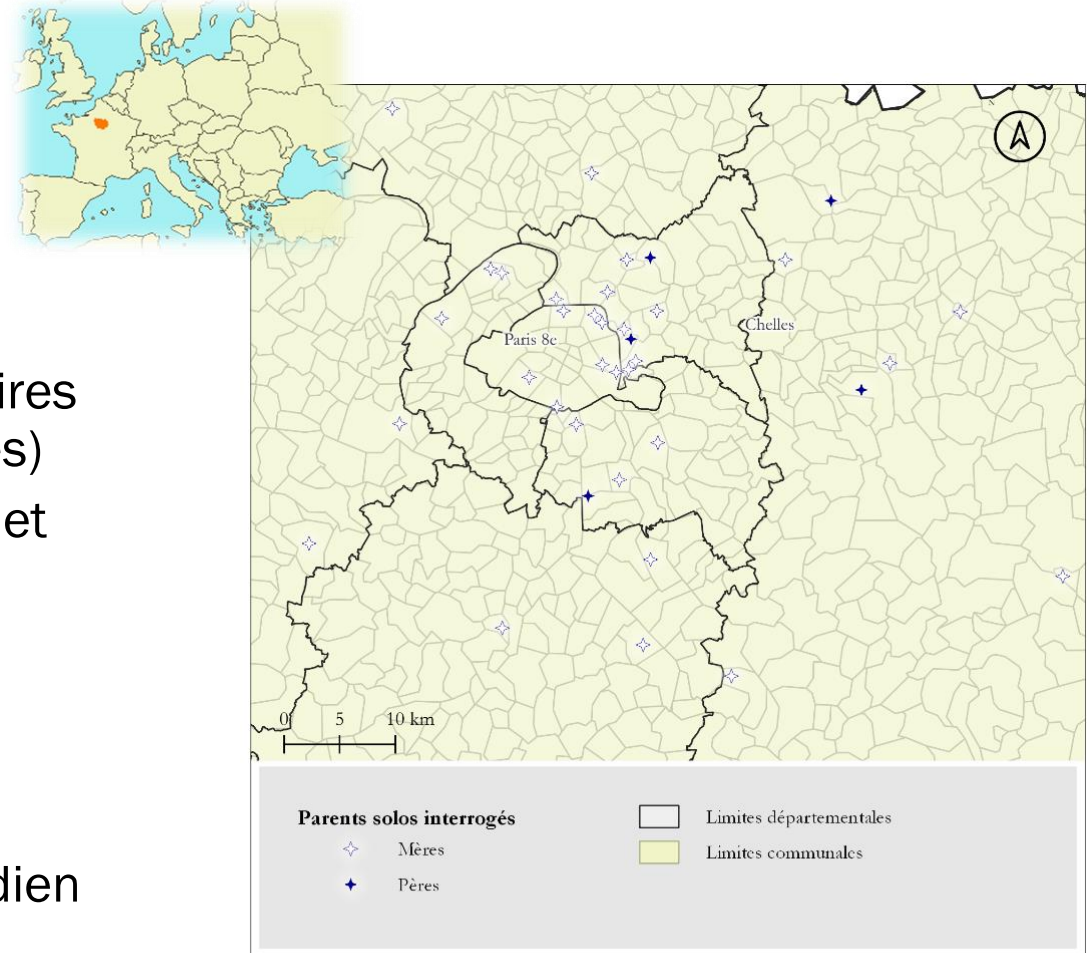 ires
s)
et
dien
Chelles
Paris 8e
0 5 10 km
Parents solos interrogés
Mères
Pères
Limites départementales
Limites communales